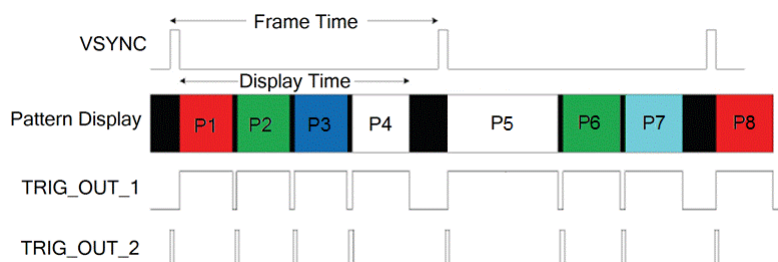 Frame Time
VSYNC
Display Time
Pattern Display
P1 P2 P3 P4 P5 P6 P7 P8
TRIG_OUT_1
TRIG_OUT_2